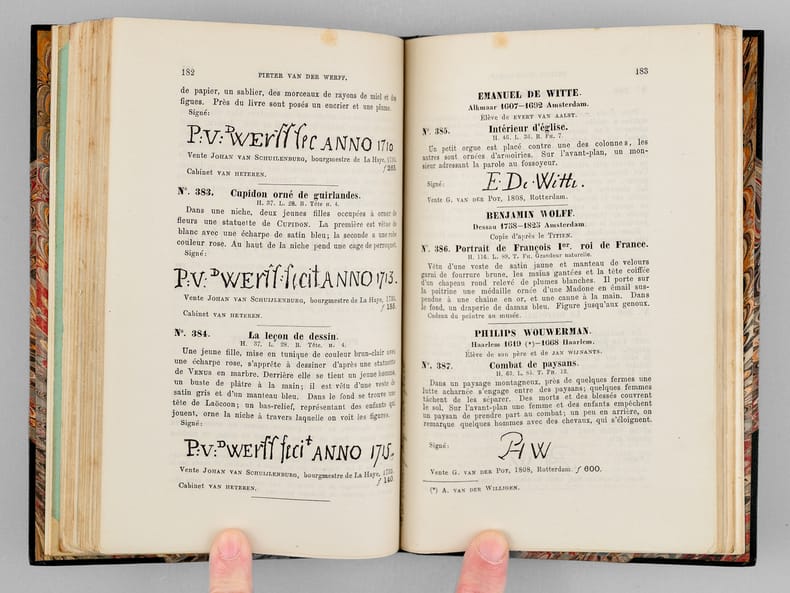 182 PIETER VAN DER WERFF.
de papier, un sablier, des morceaux de rayons de miel et des
figues. Près du livre sont posés un encrier et une plume.
Signé:
P:V:DWERff fec ANNO 1710
Vente JOHAN VAN SCHUIJLENBURG, bourgmestre de La Haye, 1735.
Cabinet VAN HETEREN. f 265.
N°. 383. Cupidon orné de guirlandes.
H. 37. L. 28. B. Tête n. 4.
Dans une niche, deux jeunes filles occupées à orner de
fleurs une statuette de CUPIDON. La première est vêtue de
blanc avec une écharpe de satin bleu; la seconde a une robe
couleur rose. Au haut de la niche pend une cage de perroquet.
Signé:
P:V:DWERff:fecit ANNO 1713.
Vente JOHAN VAN SCHUIJLENBURG, bourgmestre de La Haye, 1735.
Cabinet VAN HETEREN. f 155.
N°. 384. La leçon de dessin.
H. 37. L. 28. B. Tête. n. 4.
Une jeune fille, mise en tunique de couleur brun-clair avec
une écharpe rose, s'apprête à dessiner d'après une statuette
de VENUS en marbre. Derrière elle se tient un jeune homme,
un buste de plâtre à la main; il est vêtu d'une veste de
satin gris et d'un manteau bleu. Dans le fond se trouve une
tête de Laöcoon; un bas-relief, représentant des enfants qui
jouent, orne la niche à travers laquelle on voit les figures.
Signé:
P:V:DWERff fecit ANNO 1715.
Vente JOHAN VAN SCHUIJLENBURG, bourgmestre de La Haye, 1735.
Cabinet VAN HETEREN. f 140.
183
EMANUEL DE WITTE.
Alkmaar 1607–1692 Amsterdam.
Élève de EVERT VAN AALST.
N°. 385. Intérieur d'église.
H. 46. L. 36. B. FR. 7.
Un petit orgue est placé contre une des colonnes, les
autres sont ornées d'armoiries. Sur l'avant-plan, un mon-
sieur adressant la parole au fossoyeur.
Signé: E. De Witte.
Vente G. VAN DER POT, 1808, Rotterdam.
BENJAMIN WOLFF.
Dessau 1758–1825 Amsterdam
Copie d'après le TITIEN.
N°. 386. Portrait de François Ier, roi de France.
H. 116. L. 89. T. FR. Grandeur naturelle.
Vêtu d'une veste de satin jaune et manteau de velours
garni de fourrure brune, les mains gantées et la tête coiffée
d'un chapeau rond relevé de plumes blanches. Il porte sur
la poitrine une médaille ornée d'une Madone en émail sus-
pendue à une chaîne en or, et une canne à la main. Dans
le fond, un draperie de damas bleu. Figure jusqu'aux genoux.
Cadeau du peintre au musée.
PHILIPS WOUWERMAN.
Haarlem 1619 (*)–1668 Haarlem.
Élève de son père et de JAN WIJNANTS.
N°. 387. Combat de paysans.
H. 63. L. 85. T. FR. 12.
Dans un paysage montagneux, près de quelques fermes une
lutte acharnée s'engage entre des paysans; quelques femmes
tâchent de les séparer. Des morts et des blessés couvrent
le sol. Sur l'avant-plan une femme et des enfants empêchent
un paysan de prendre part au combat; un peu en arrière, on
remarque quelques hommes avec des chevaux, qui s'éloignent.
Signé: PH W
Vente G. VAN DER POT, 1808, Rotterdam. f 600.
(*) A. VAN DER WILLIGEN.